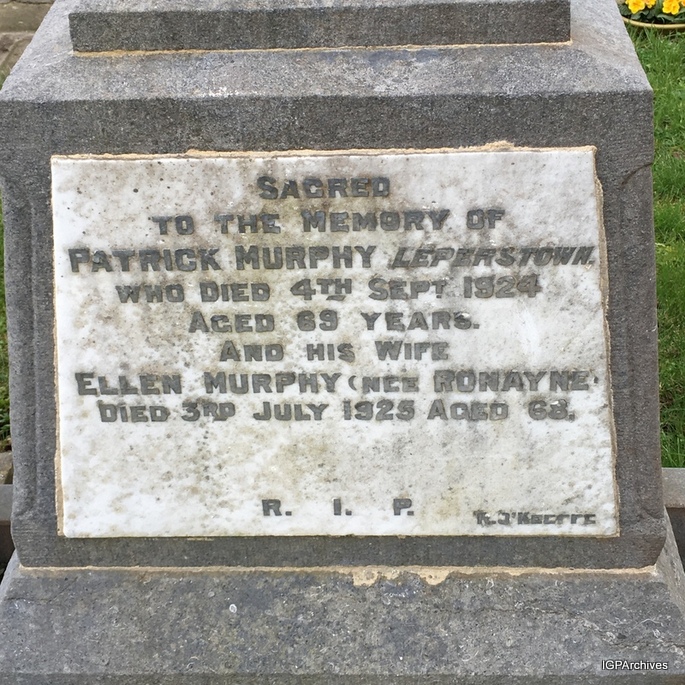 SACRED
TO THE MEMORY OF
PATRICK MURPHY LEPERSTOWN.
WHO DIED 4TH SEPT. 1924
AGED 69 YEARS.
AND HIS WIFE
ELLEN MURPHY (NEE RONAYNE)
DIED 3RD JULY 1925 AGED 68.
R. I. P.
O'KEEFFE
IGPArchives